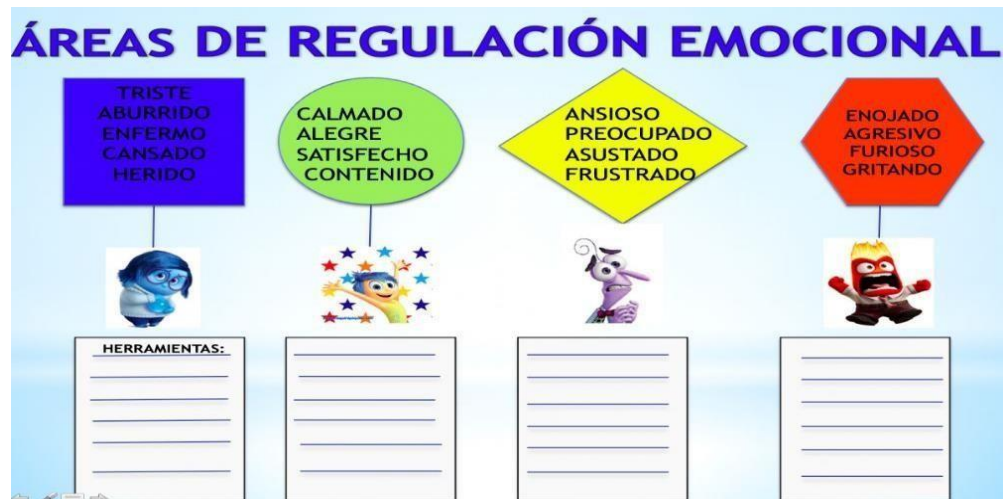 ÁREAS DE REGULACIÓN EMOCIONAL
TRISTE
ABURRIDO
ENFERMO
CANSADO
HERIDO
CALMADO
ALEGRE
SATISFECHO
CONTENIDO
ANSIOSO
PREOCUPADO
ASUSTADO
FRUSTRADO
ENOJADO
AGRESIVO
FURIOSO
GRITANDO
HERRAMIENTAS: